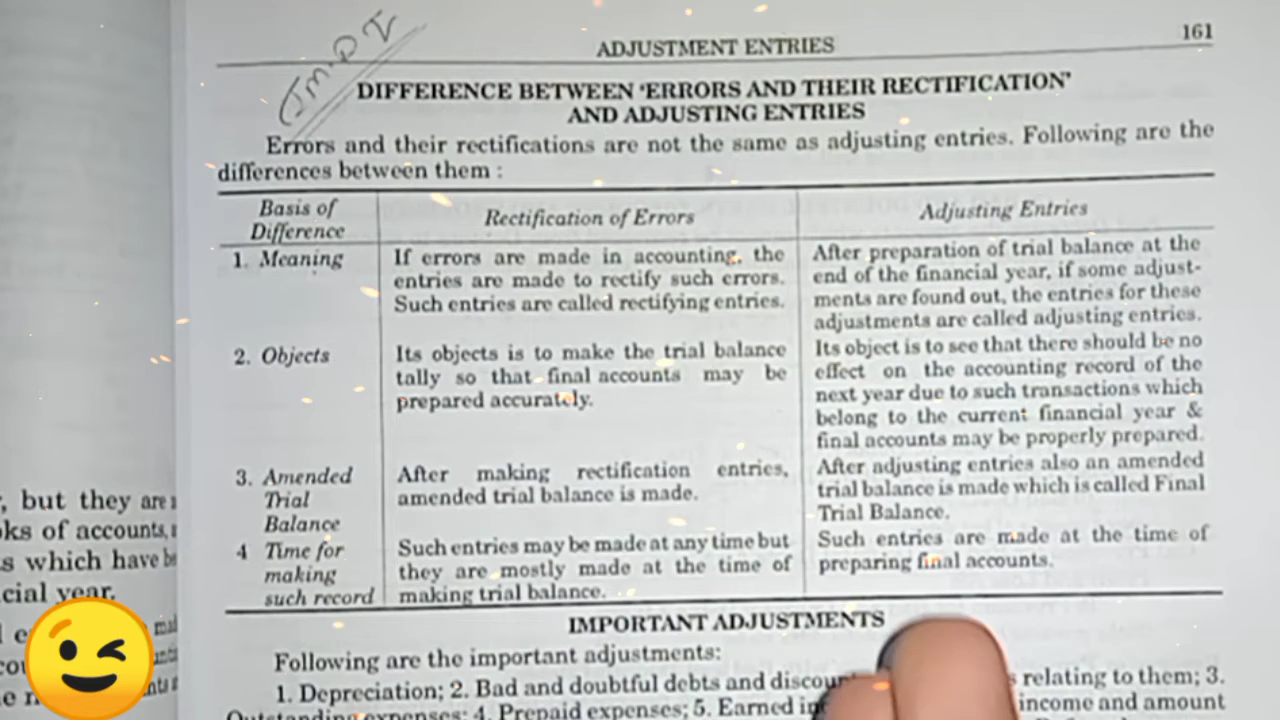 161
ADJUSTMENT ENTRIES
DIFFERENCE BETWEEN 'ERRORS AND THEIR RECTIFICATION'
AND ADJUSTING ENTRIES
Errors and their rectifications are not the same as adjusting entries. Following are the
differences between them :
Basis of
Difference
Rectification of Errors
Adjusting Entries
1. Meaning
If errors are made in accounting, the
entries are made to rectify such errors.
Such entries are called rectifying entries.
After preparation of trial balance at the
end of the financial year, if some adjust-
ments are found out, the entries for these
adjustments are called adjusting entries.
2. Objects
Its objects is to make the trial balance
tally so that final accounts may be
prepared accurately.
Its object is to see that there should be no
effect on the accounting record of the
next year due to such transactions which
belong to the current financial year &
final accounts may be properly prepared.
3. Amended
Trial
Balance
After making rectification entries,
amended trial balance is made.
After adjusting entries also an amended
trial balance is made which is called Final
Trial Balance.
4 Time for
making
such record
Such entries may be made at any time but
they are mostly made at the time of
making trial balance.
Such entries are made at the time of
preparing final accounts.
IMPORTANT ADJUSTMENTS
Following are the important adjustments:
1. Depreciation; 2. Bad and doubtful debts and relating to them; 3.
Outstanding expenses; 4. Prepaid expenses; 5. Earned income and amount
, but they are
oks of accounts,
s which have
cial year.